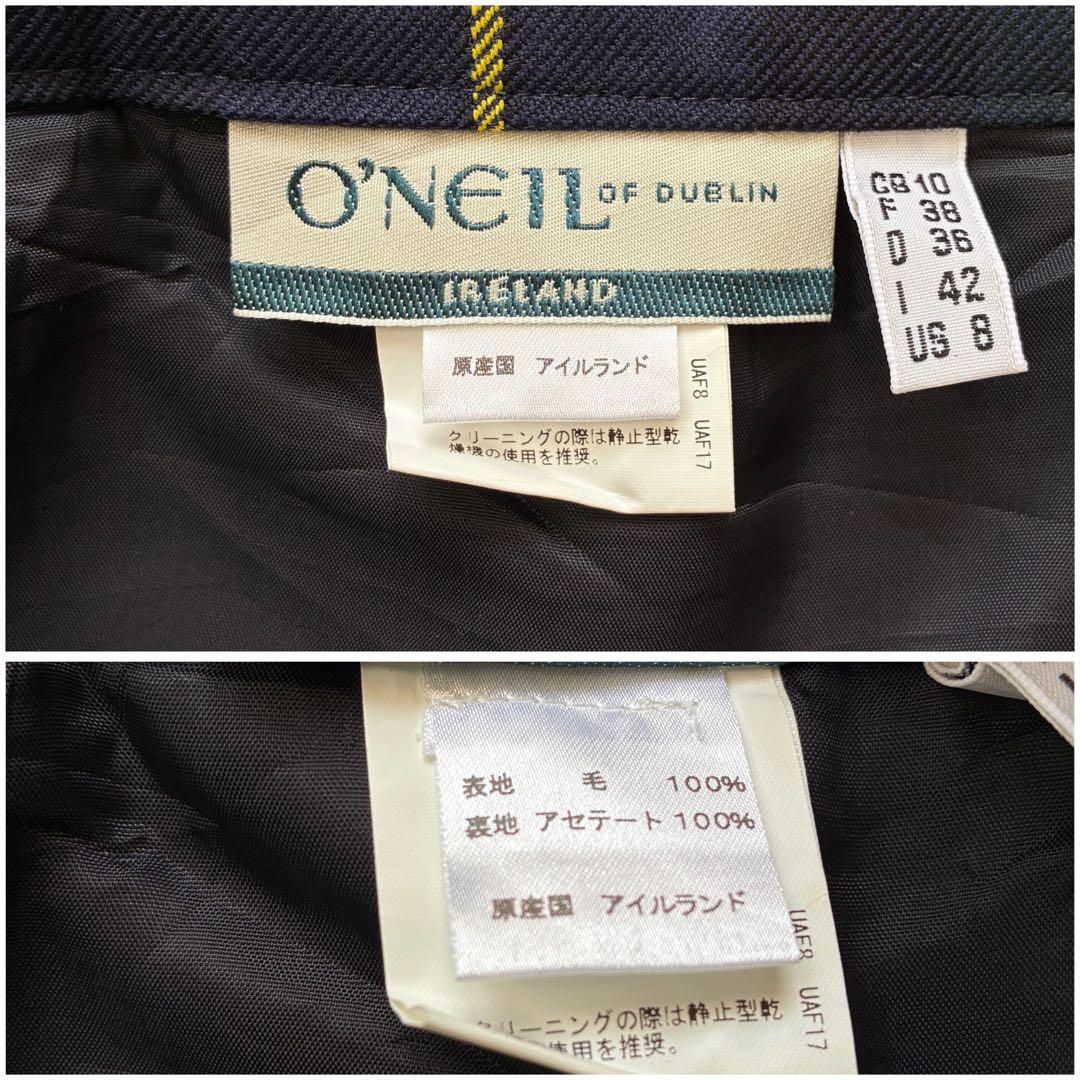 O'NEIL OF DUBLIN
IRELAND
GB 10
F 38
D 36
I 42
US 8
原産国 アイルランド
クリーニングの際は静止型乾
燥機の使用を推奨。
UAF8 UAF17
表地 毛 100%
裏地 アセテート 100%
原産国 アイルランド
クリーニングの際は静止型乾
使用を推奨。
UAF8 UAF17